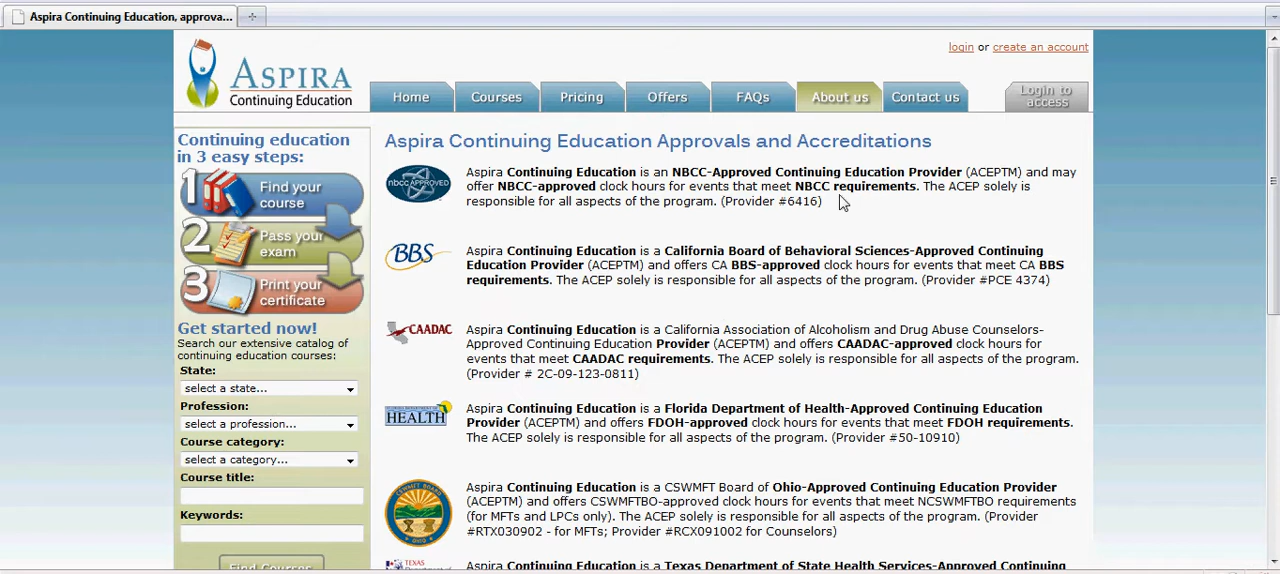 Aspira Continuing Education, approva...
login or create an account
ASPIRA
Continuing Education
Home
Courses
Pricing
Offers
FAQs
About us
Contact us
Login to
access
Continuing education
in 3 easy steps:
1 Find your
course
2 Pass your
exam
3 Print your
certificate
Get started now!
Search our extensive catalog of
continuing education courses:
State:
select a state...
Profession:
select a profession...
Course category:
select a category...
Course title:
Keywords:
Find Courses
Aspira Continuing Education Approvals and Accreditations
nbcc APPROVED
Aspira Continuing Education is an NBCC-Approved Continuing Education Provider (ACEPTM) and may
offer NBCC-approved clock hours for events that meet NBCC requirements. The ACEP solely is
responsible for all aspects of the program. (Provider #6416)
BBS
Aspira Continuing Education is a California Board of Behavioral Sciences-Approved Continuing
Education Provider (ACEPTM) and offers CA BBS-approved clock hours for events that meet CA BBS
requirements. The ACEP solely is responsible for all aspects of the program. (Provider #PCE 4374)
CAADAC
Aspira Continuing Education is a California Association of Alcoholism and Drug Abuse Counselors-
Approved Continuing Education Provider (ACEPTM) and offers CAADAC-approved clock hours for
events that meet CAADAC requirements. The ACEP solely is responsible for all aspects of the program.
(Provider # 2C-09-123-0811)
HEALTH
Aspira Continuing Education is a Florida Department of Health-Approved Continuing Education
Provider (ACEPTM) and offers FDOH-approved clock hours for events that meet FDOH requirements.
The ACEP solely is responsible for all aspects of the program. (Provider #50-10910)
CSWMFT BOARD
OHIO
Aspira Continuing Education is a CSWMFT Board of Ohio-Approved Continuing Education Provider
(ACEPTM) and offers CSWMFTBO-approved clock hours for events that meet NCSWMFTBO requirements
(for MFTs and LPCs only). The ACEP solely is responsible for all aspects of the program. (Provider
#RTX030902 - for MFTs; Provider #RCX091002 for Counselors)
TEXAS
Aspira Continuing Education is a Texas Department of State Health Services-Approved Continuing